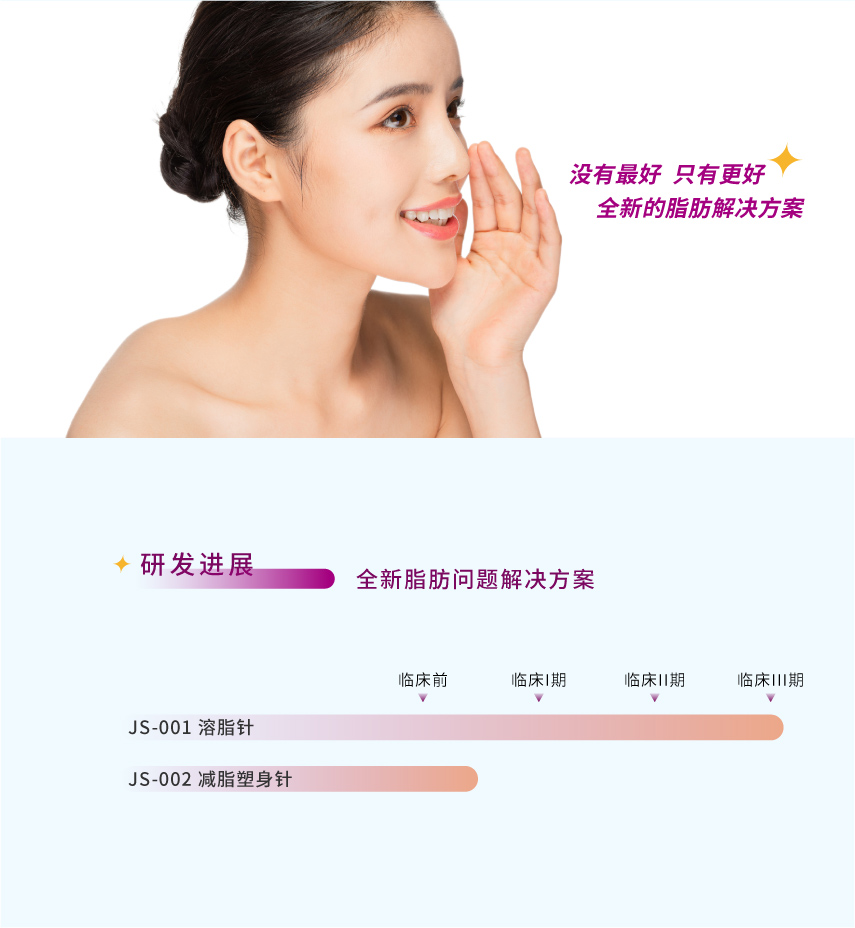 没有最好 只有更好
全新的脂肪解决方案
研发进展
全新脂肪问题解决方案
临床前 临床I期 临床II期 临床III期
JS-001 溶脂针
JS-002 减脂塑身针